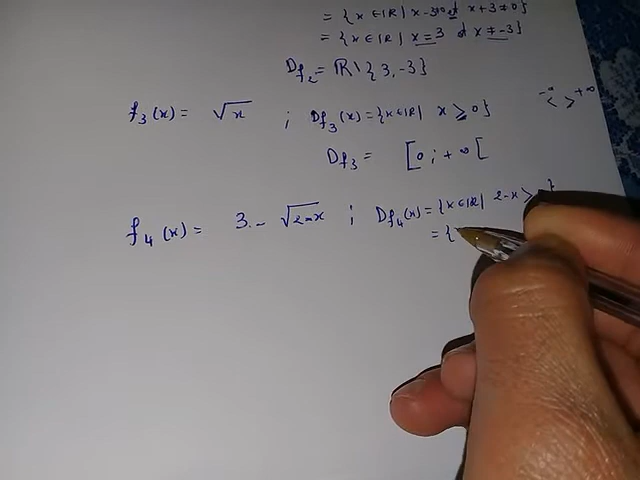 = {x ∈ ℝ | x-3≠0 et x+3≠0}
= {x ∈ ℝ | x=3 et x≠-3}
Df₂ = ℝ \ {3,-3}
f₃(x) = √x ; Df₃(x) = {x∈ℝ | x ≥ 0} -∞ < > +∞
Df₃ = [0 ; +∞[
f₄(x) = 3 - √2-x ; Df₄(x) = {x∈ℝ | 2-x ≥ }
= {